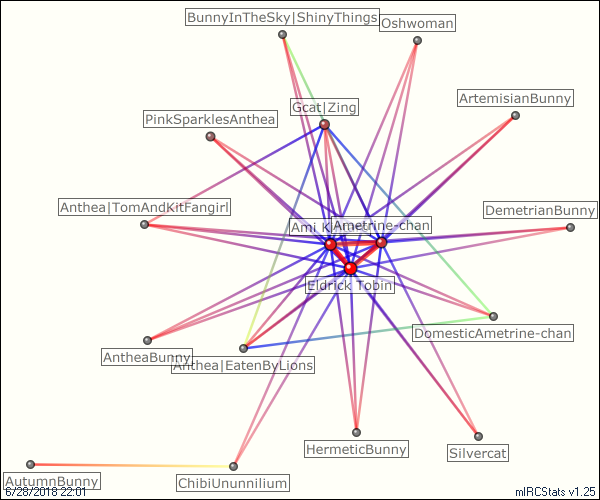 BunnyInTheSky|ShinyThings
Oshwoman
ArtemisianBunny
Gcat|Zing
PinkSparklesAnthea
Anthea|TomAndKitFangirl
DemetrianBunny
Ami K
Ametrine-chan
Eldrick Tobin
DomesticAmetrine-chan
AntheaBunny
Anthea|EatenByLions
HermeticBunny
Silvercat
AutumnBunny
ChibiUnunnilium
6/28/2018 22:01
mIRCStats v1.25